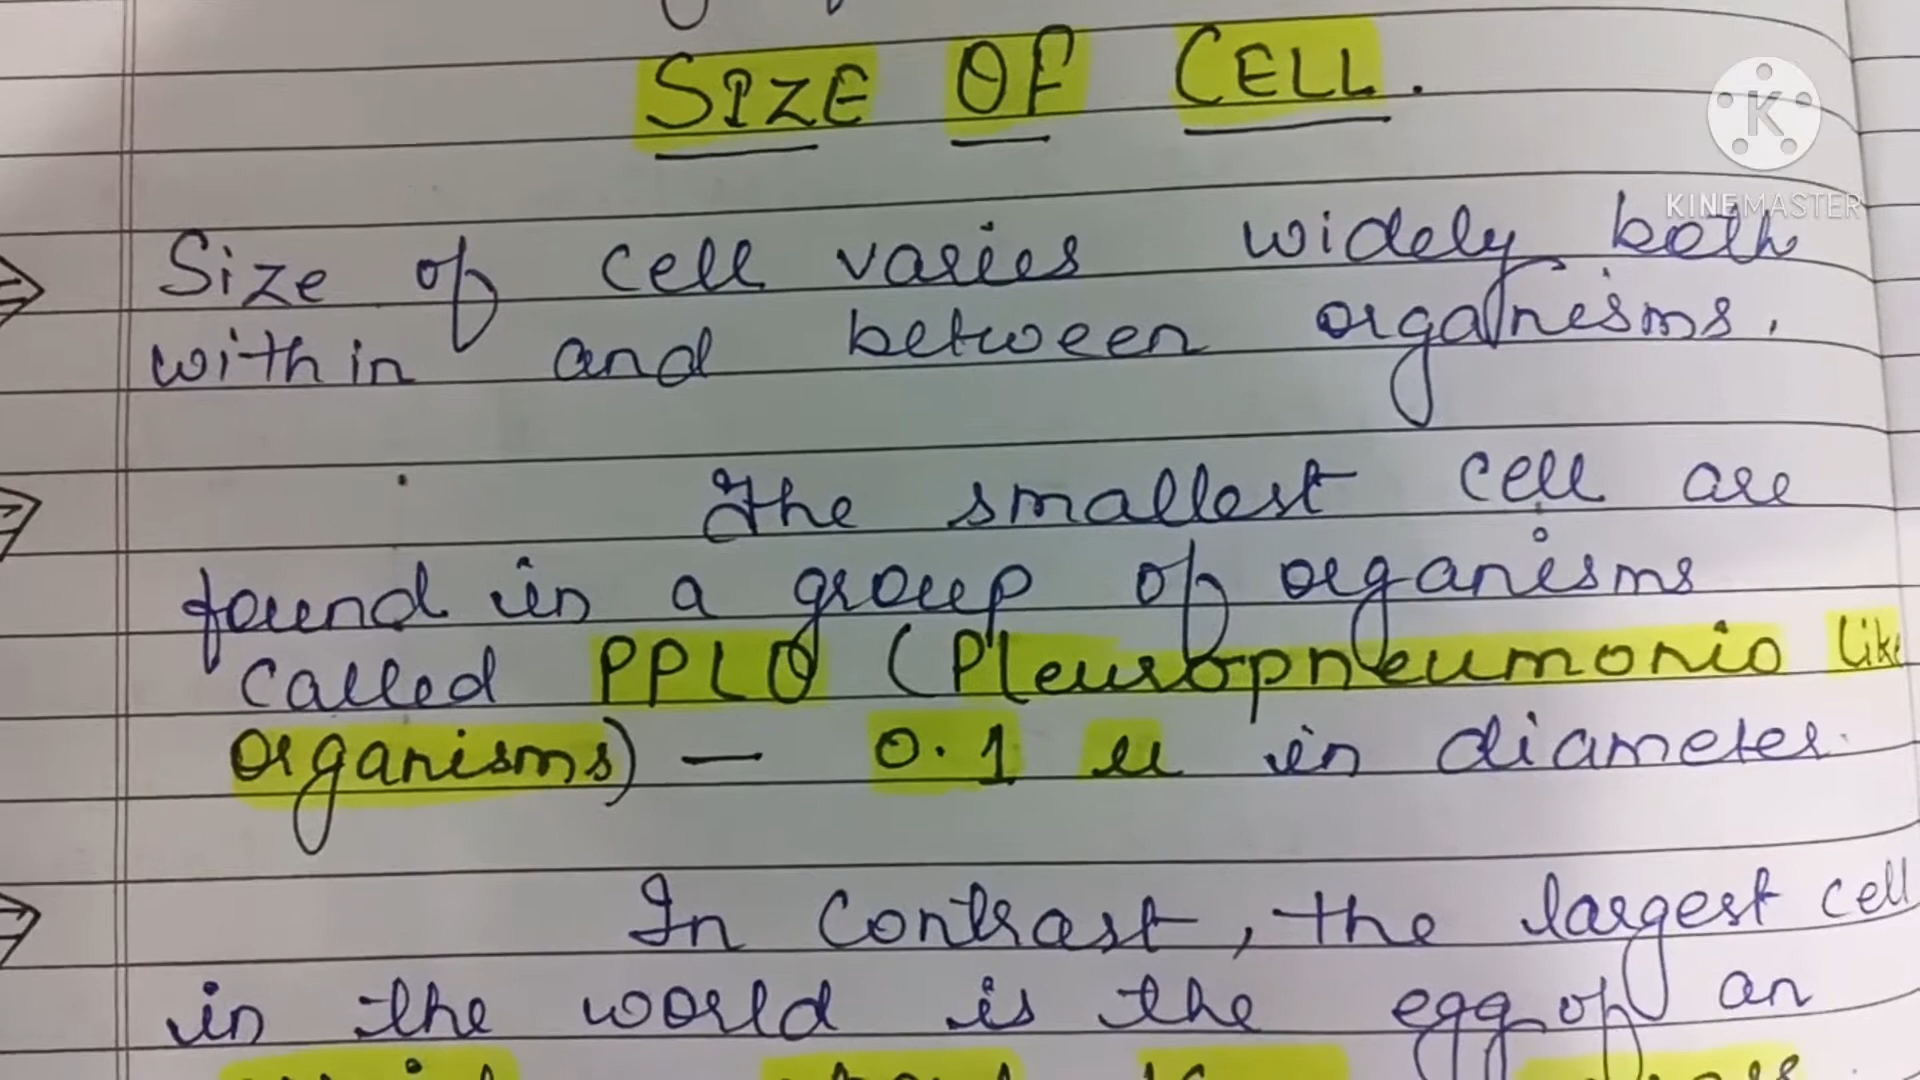 SIZE OF CELL.
K
KINEMASTER
Size of cell varies widely both
within and between organisms.
The smallest cell are
found in a group of organisms
called PPLO (Pleuropneumonia like
organisms) — 0.1 u in diameter.
In contrast, the largest cell
in the world is the egg of an